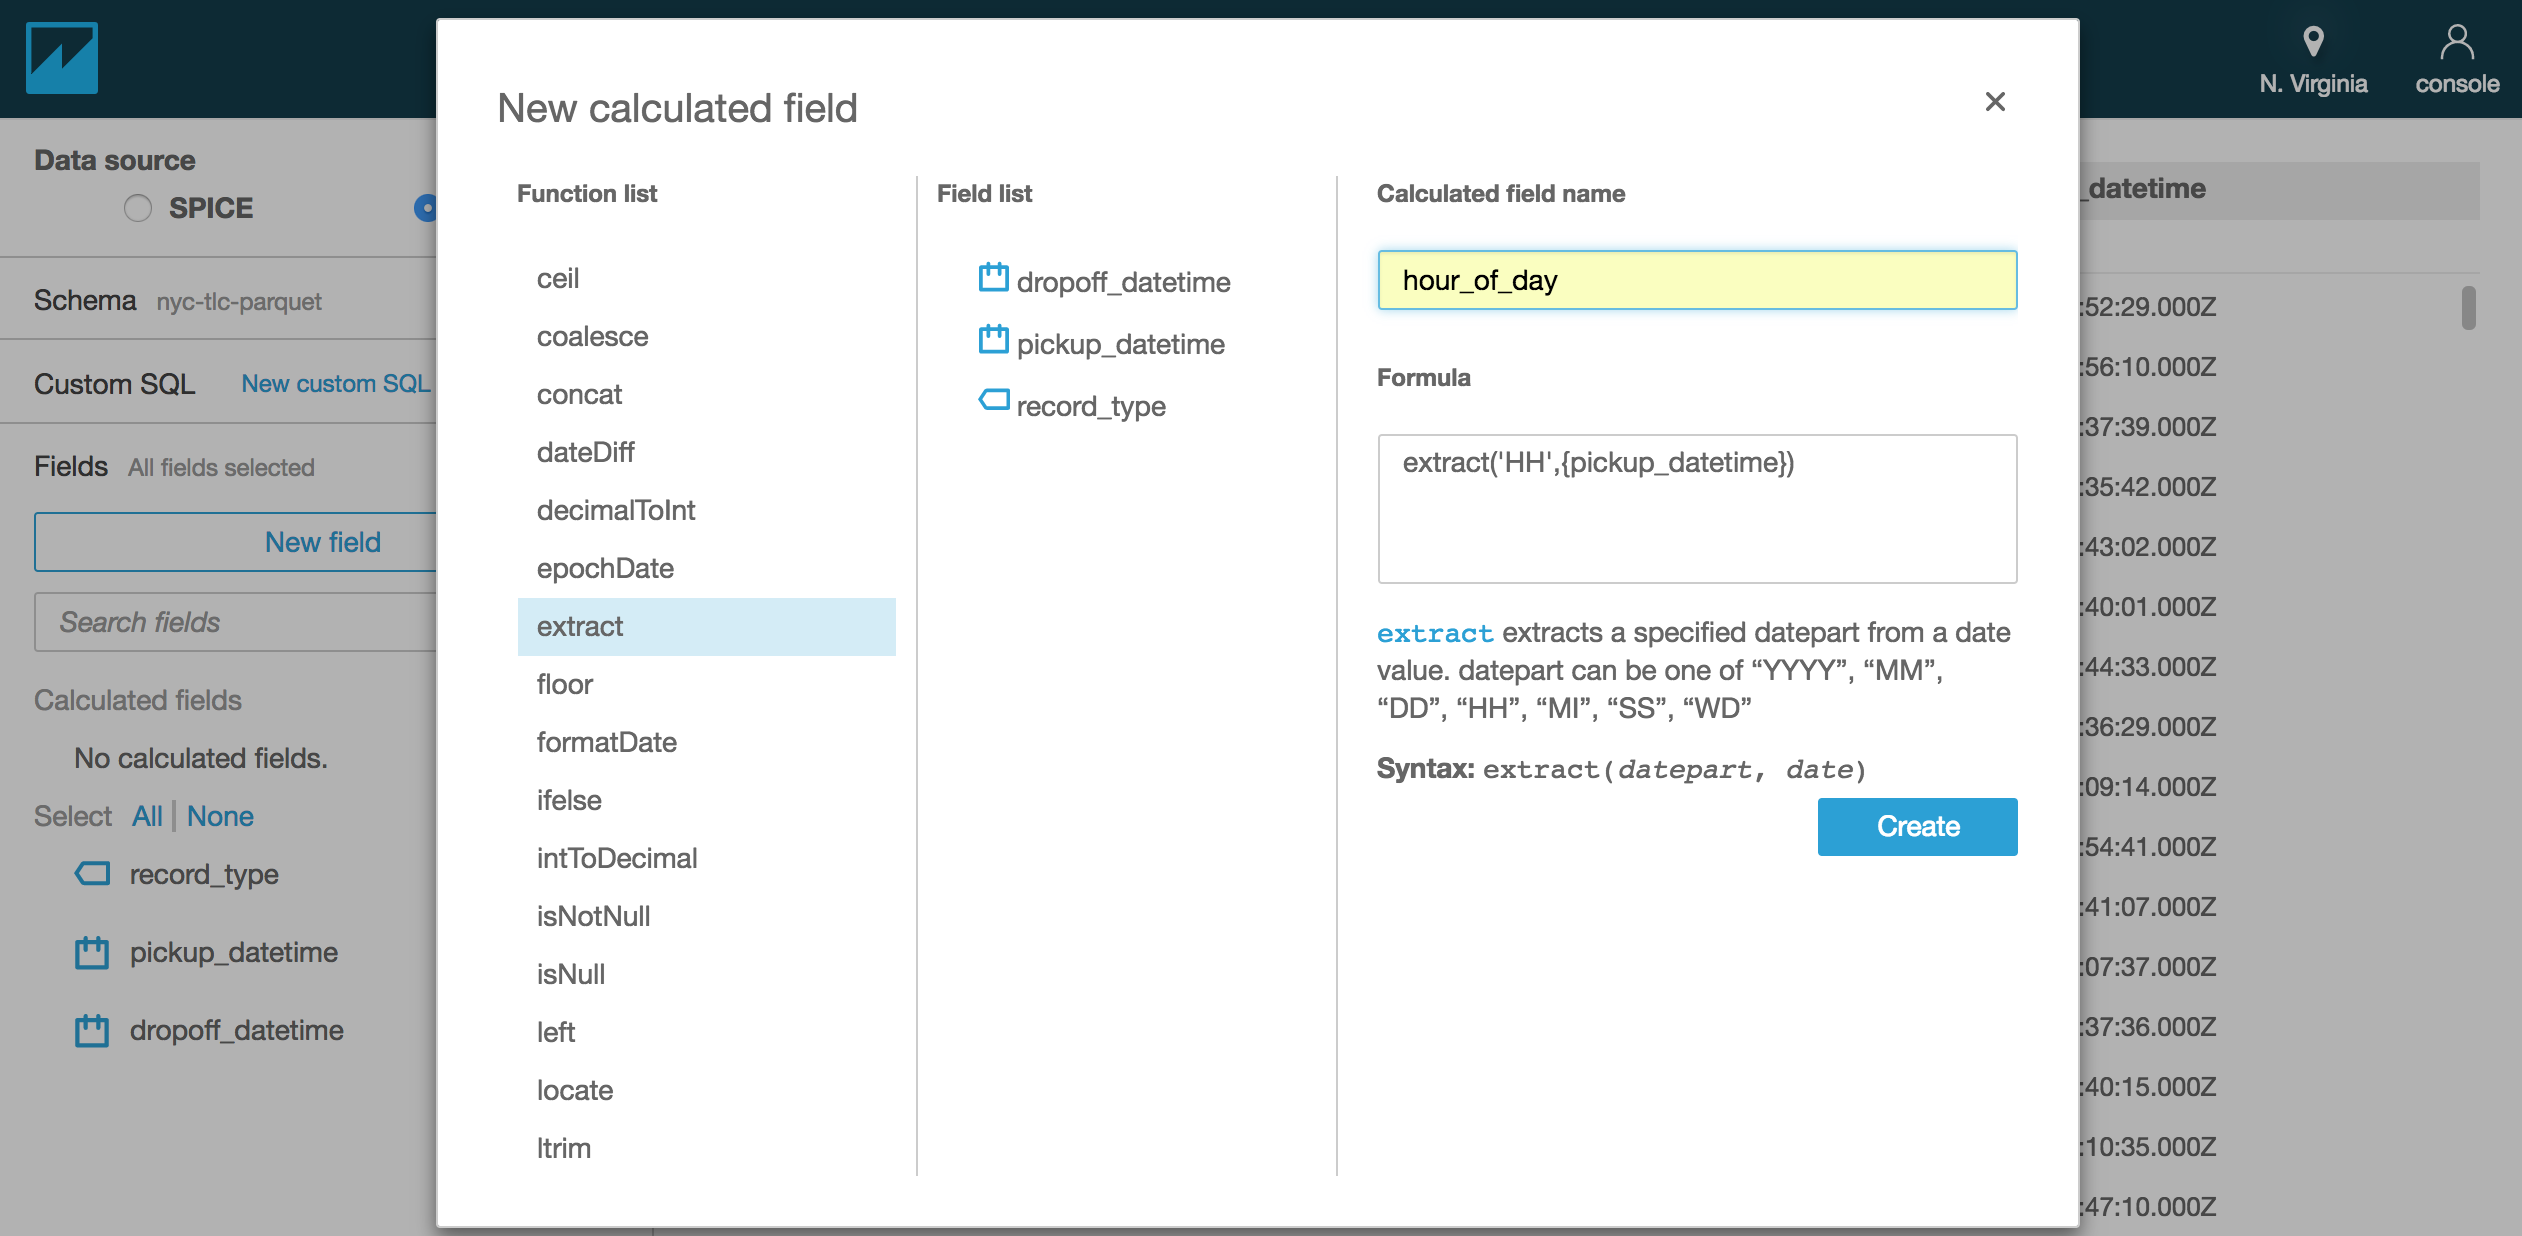 N. Virginia
console
Data source
SPICE
Schema nyc-tlc-parquet
Custom SQL New custom SQL
Fields All fields selected
New field
Search fields
Calculated fields
No calculated fields.
Select All None
record_type
pickup_datetime
dropoff_datetime
New calculated field
Function list
ceil
coalesce
concat
dateDiff
decimalToInt
epochDate
extract
floor
formatDate
ifelse
intToDecimal
isNotNull
isNull
left
locate
ltrim
Field list
dropoff_datetime
pickup_datetime
record_type
Calculated field name
hour_of_day
Formula
extract('HH',{pickup_datetime})
extract extracts a specified datepart from a date
value. datepart can be one of “YYYY”, “MM”,
“DD”, “HH”, “MI”, “SS”, “WD”
Syntax: extract(datepart, date)
Create
_datetime
:52:29.000Z
:56:10.000Z
:37:39.000Z
:35:42.000Z
:43:02.000Z
:40:01.000Z
:44:33.000Z
:36:29.000Z
:09:14.000Z
:54:41.000Z
:41:07.000Z
:07:37.000Z
:37:36.000Z
:40:15.000Z
:10:35.000Z
:47:10.000Z